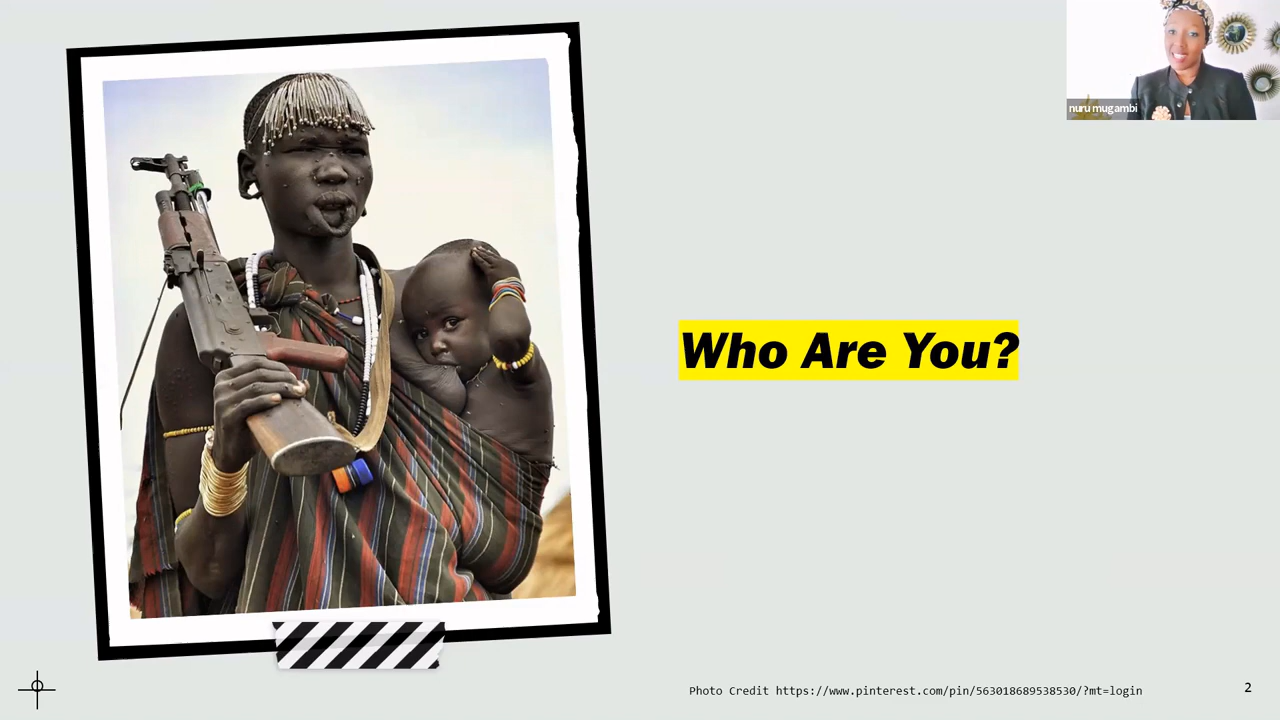 nuru mugambi
Who Are You?
Photo Credit https://www.pinterest.com/pin/563018689538530/?mt=login
2